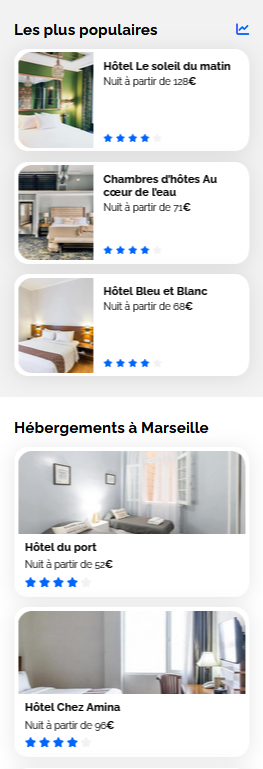 Les plus populaires
Hôtel Le soleil du matin
Nuit à partir de 128€
Chambres d'hôtes Au
cœur de l'eau
Nuit à partir de 71€
Hôtel Bleu et Blanc
Nuit à partir de 68€
Hébergements à Marseille
Hôtel du port
Nuit à partir de 52€
Hôtel Chez Amina
Nuit à partir de 96€